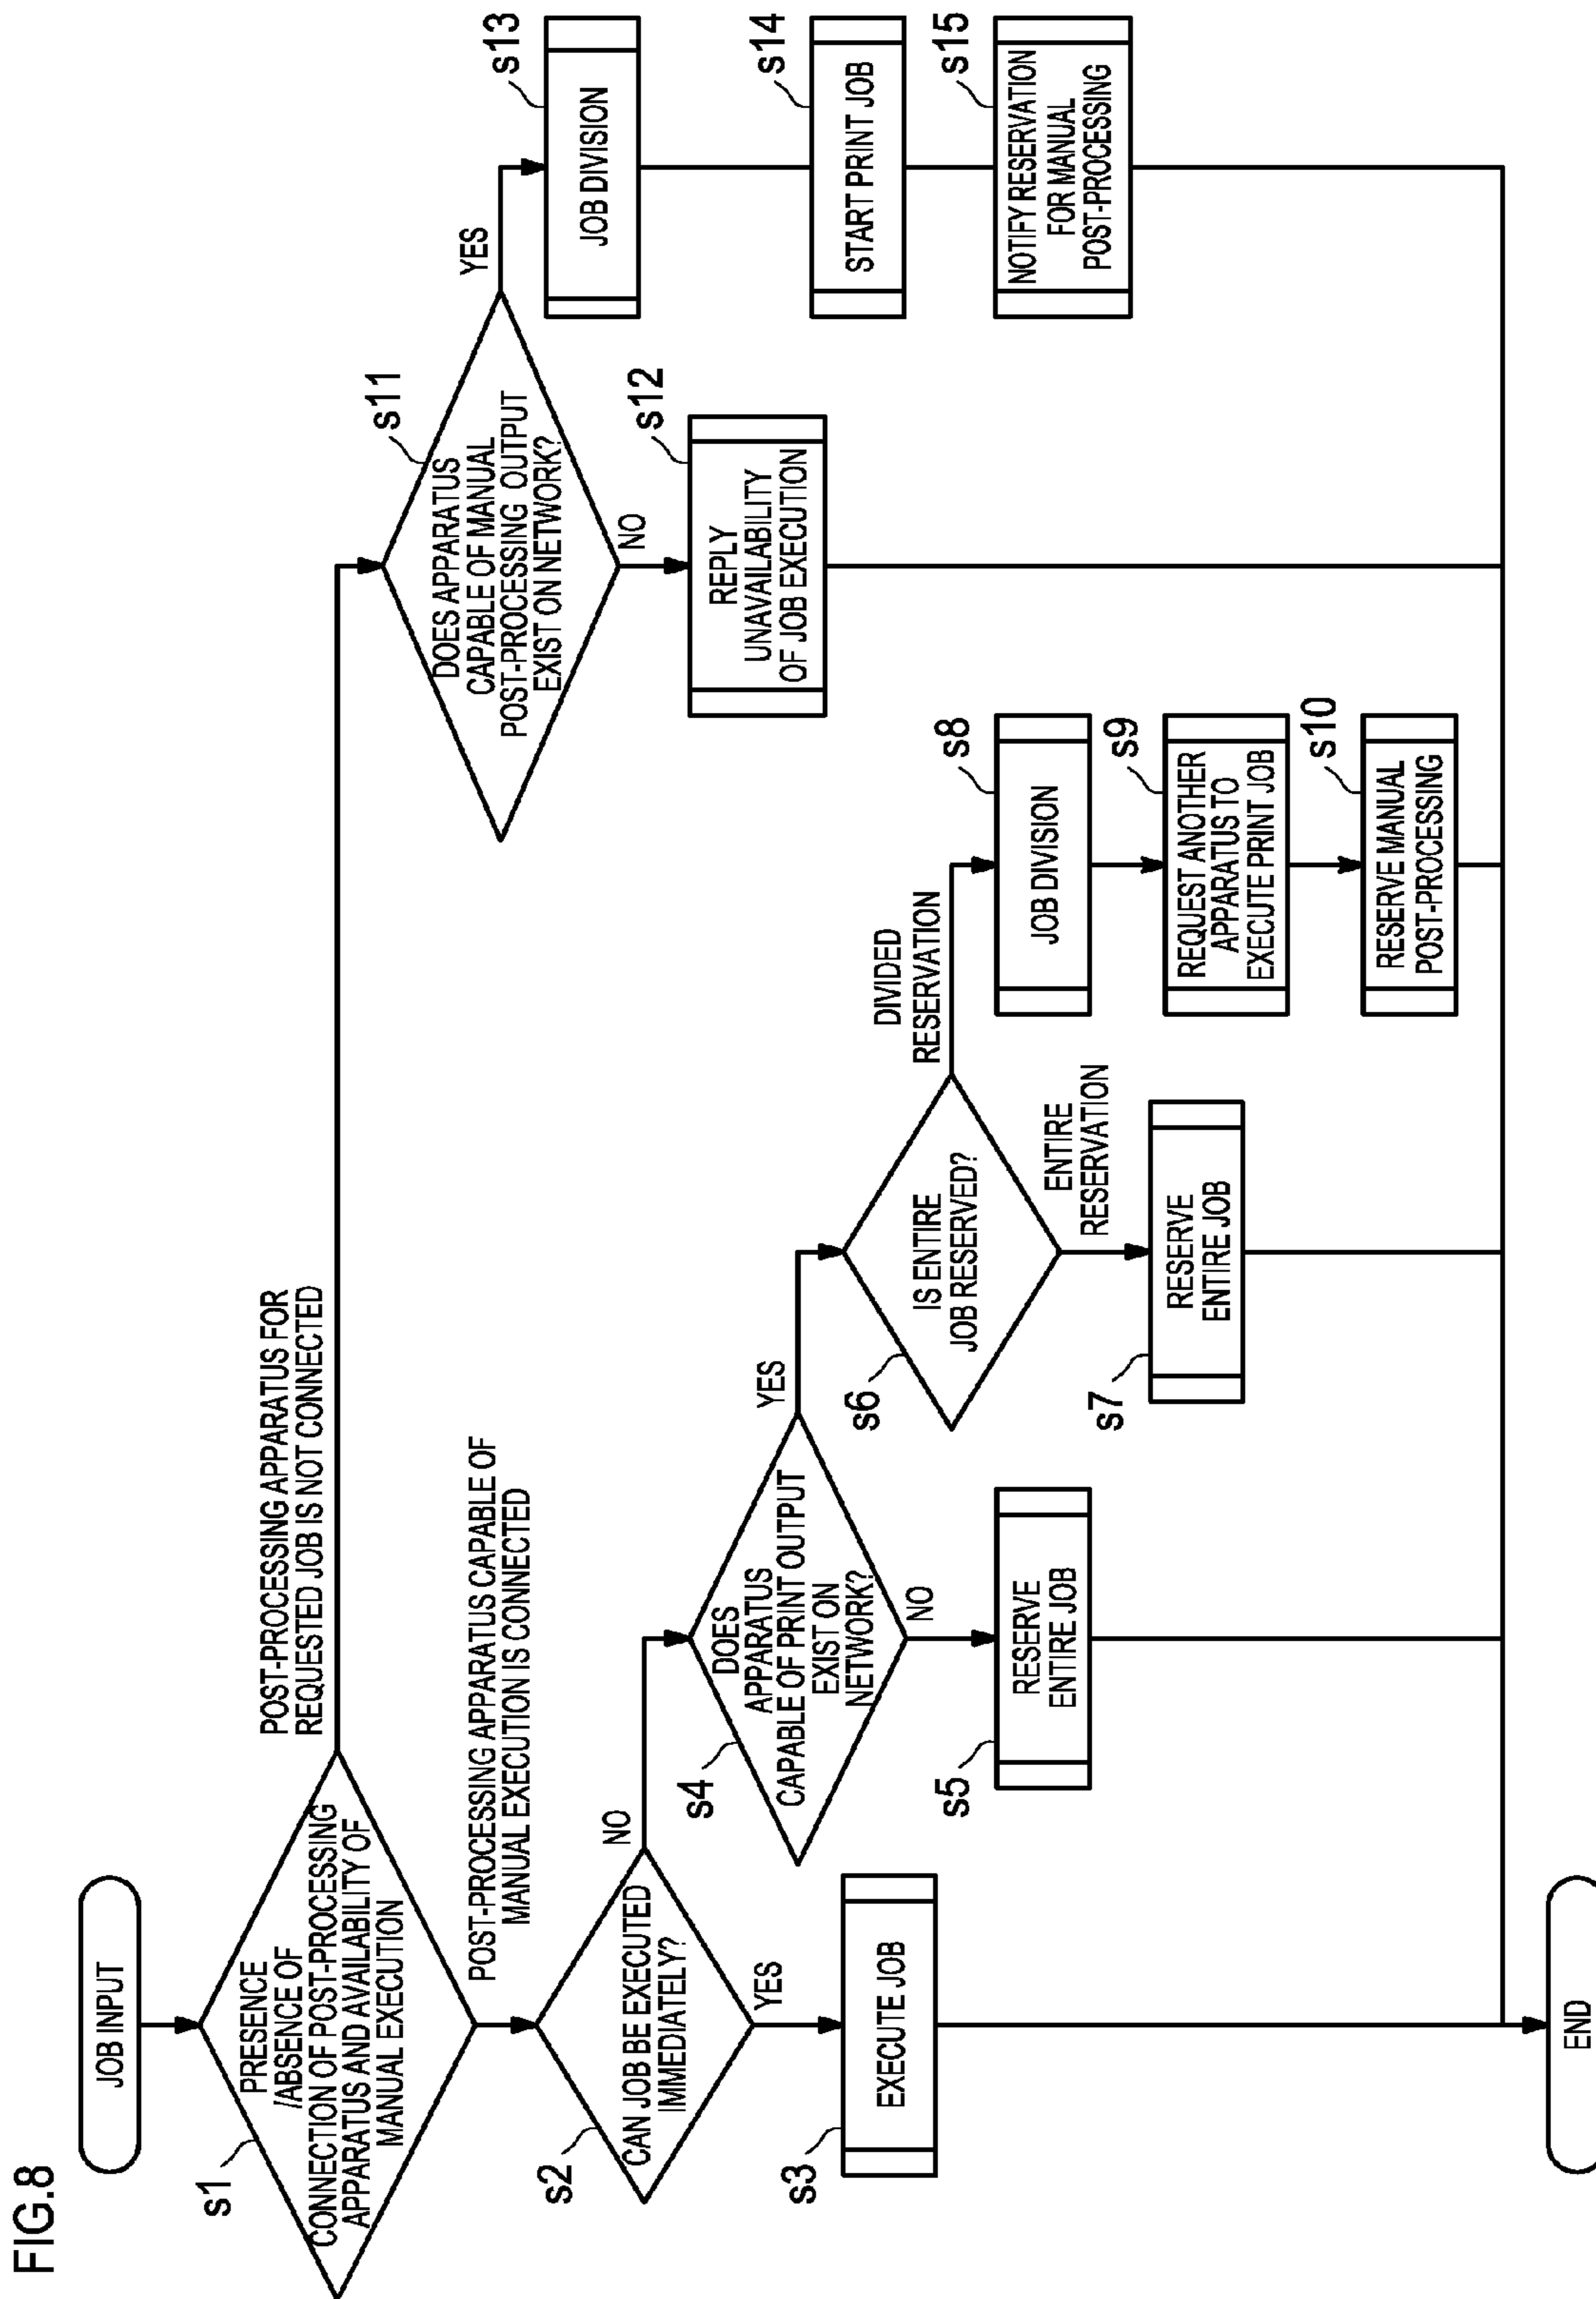 FIG.8
JOB INPUT
s1
PRESENCE
/ABSENCE OF
CONNECTION OF POST-PROCESSING
APPARATUS AND AVAILABILITY OF
MANUAL EXECUTION
POST-PROCESSING APPARATUS FOR
REQUESTED JOB IS NOT CONNECTED
POST-PROCESSING APPARATUS CAPABLE OF
MANUAL EXECUTION IS CONNECTED
s2
CAN JOB BE EXECUTED
IMMEDIATELY?
NO
YES
s3
EXECUTE JOB
s4
DOES
APPARATUS
CAPABLE OF PRINT OUTPUT
EXIST ON
NETWORK?
YES
NO
s5
RESERVE
ENTIRE JOB
s6
IS ENTIRE
JOB RESERVED?
DIVIDED
RESERVATION
ENTIRE
RESERVATION
s7
RESERVE
ENTIRE JOB
s8
JOB DIVISION
s9
REQUEST ANOTHER
APPARATUS TO
EXECUTE PRINT JOB
s10
RESERVE MANUAL
POST-PROCESSING
s11
DOES APPARATUS
CAPABLE OF MANUAL
POST-PROCESSING OUTPUT
EXIST ON NETWORK?
YES
NO
s12
REPLY
UNAVAILABILITY
OF JOB EXECUTION
s13
JOB DIVISION
s14
START PRINT JOB
s15
NOTIFY RESERVATION
FOR MANUAL
POST-PROCESSING
END